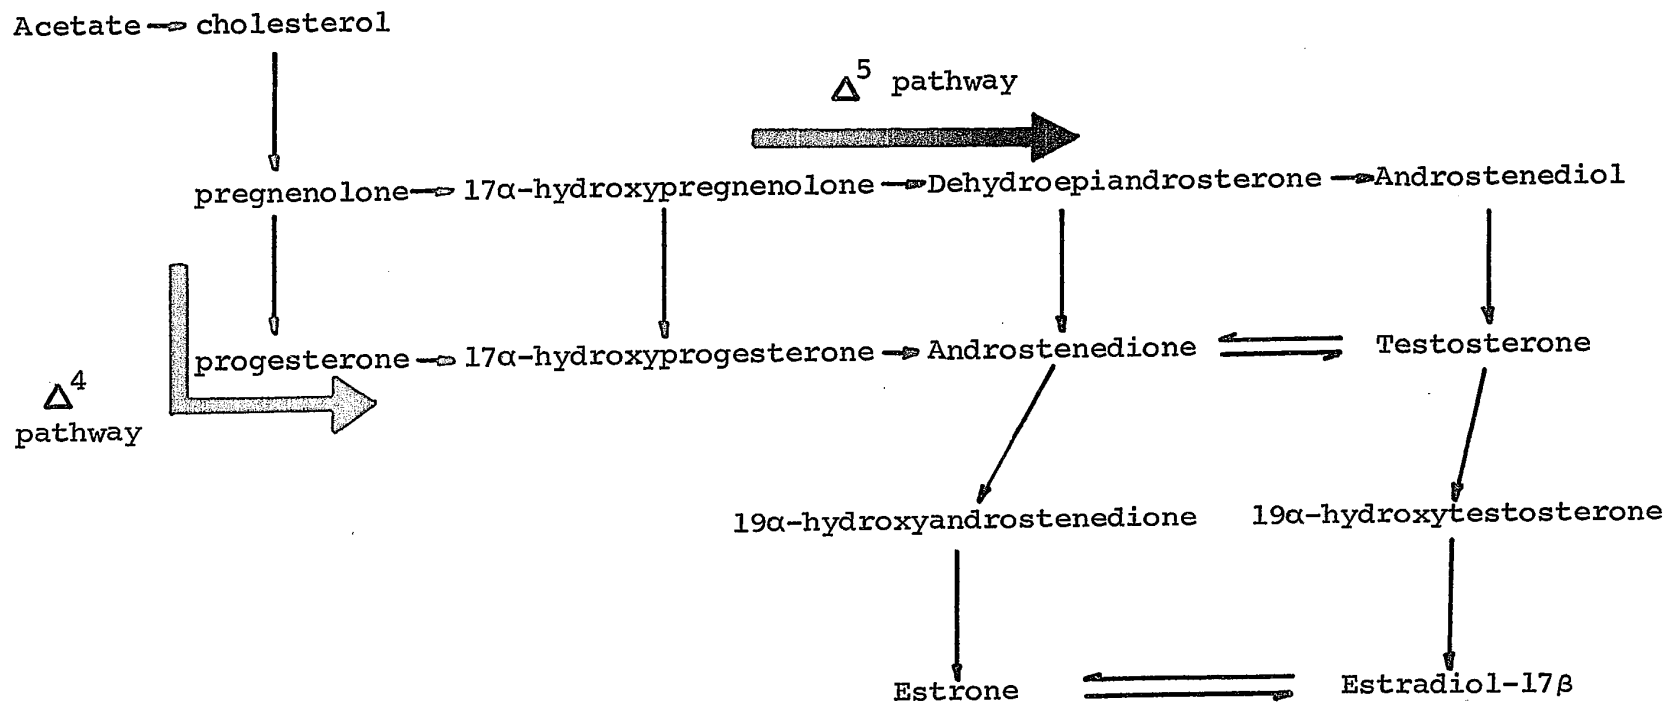 Acetate → cholesterol
Δ⁵ pathway
pregnenolone → 17α-hydroxypregnenolone → Dehydroepiandrosterone → Androstenediol
progesterone → 17α-hydroxyprogesterone → Androstenedione ⇌ Testosterone
Δ⁴
pathway
19α-hydroxyandrostenedione 19α-hydroxytestosterone
Estrone ⇌ Estradiol-17β